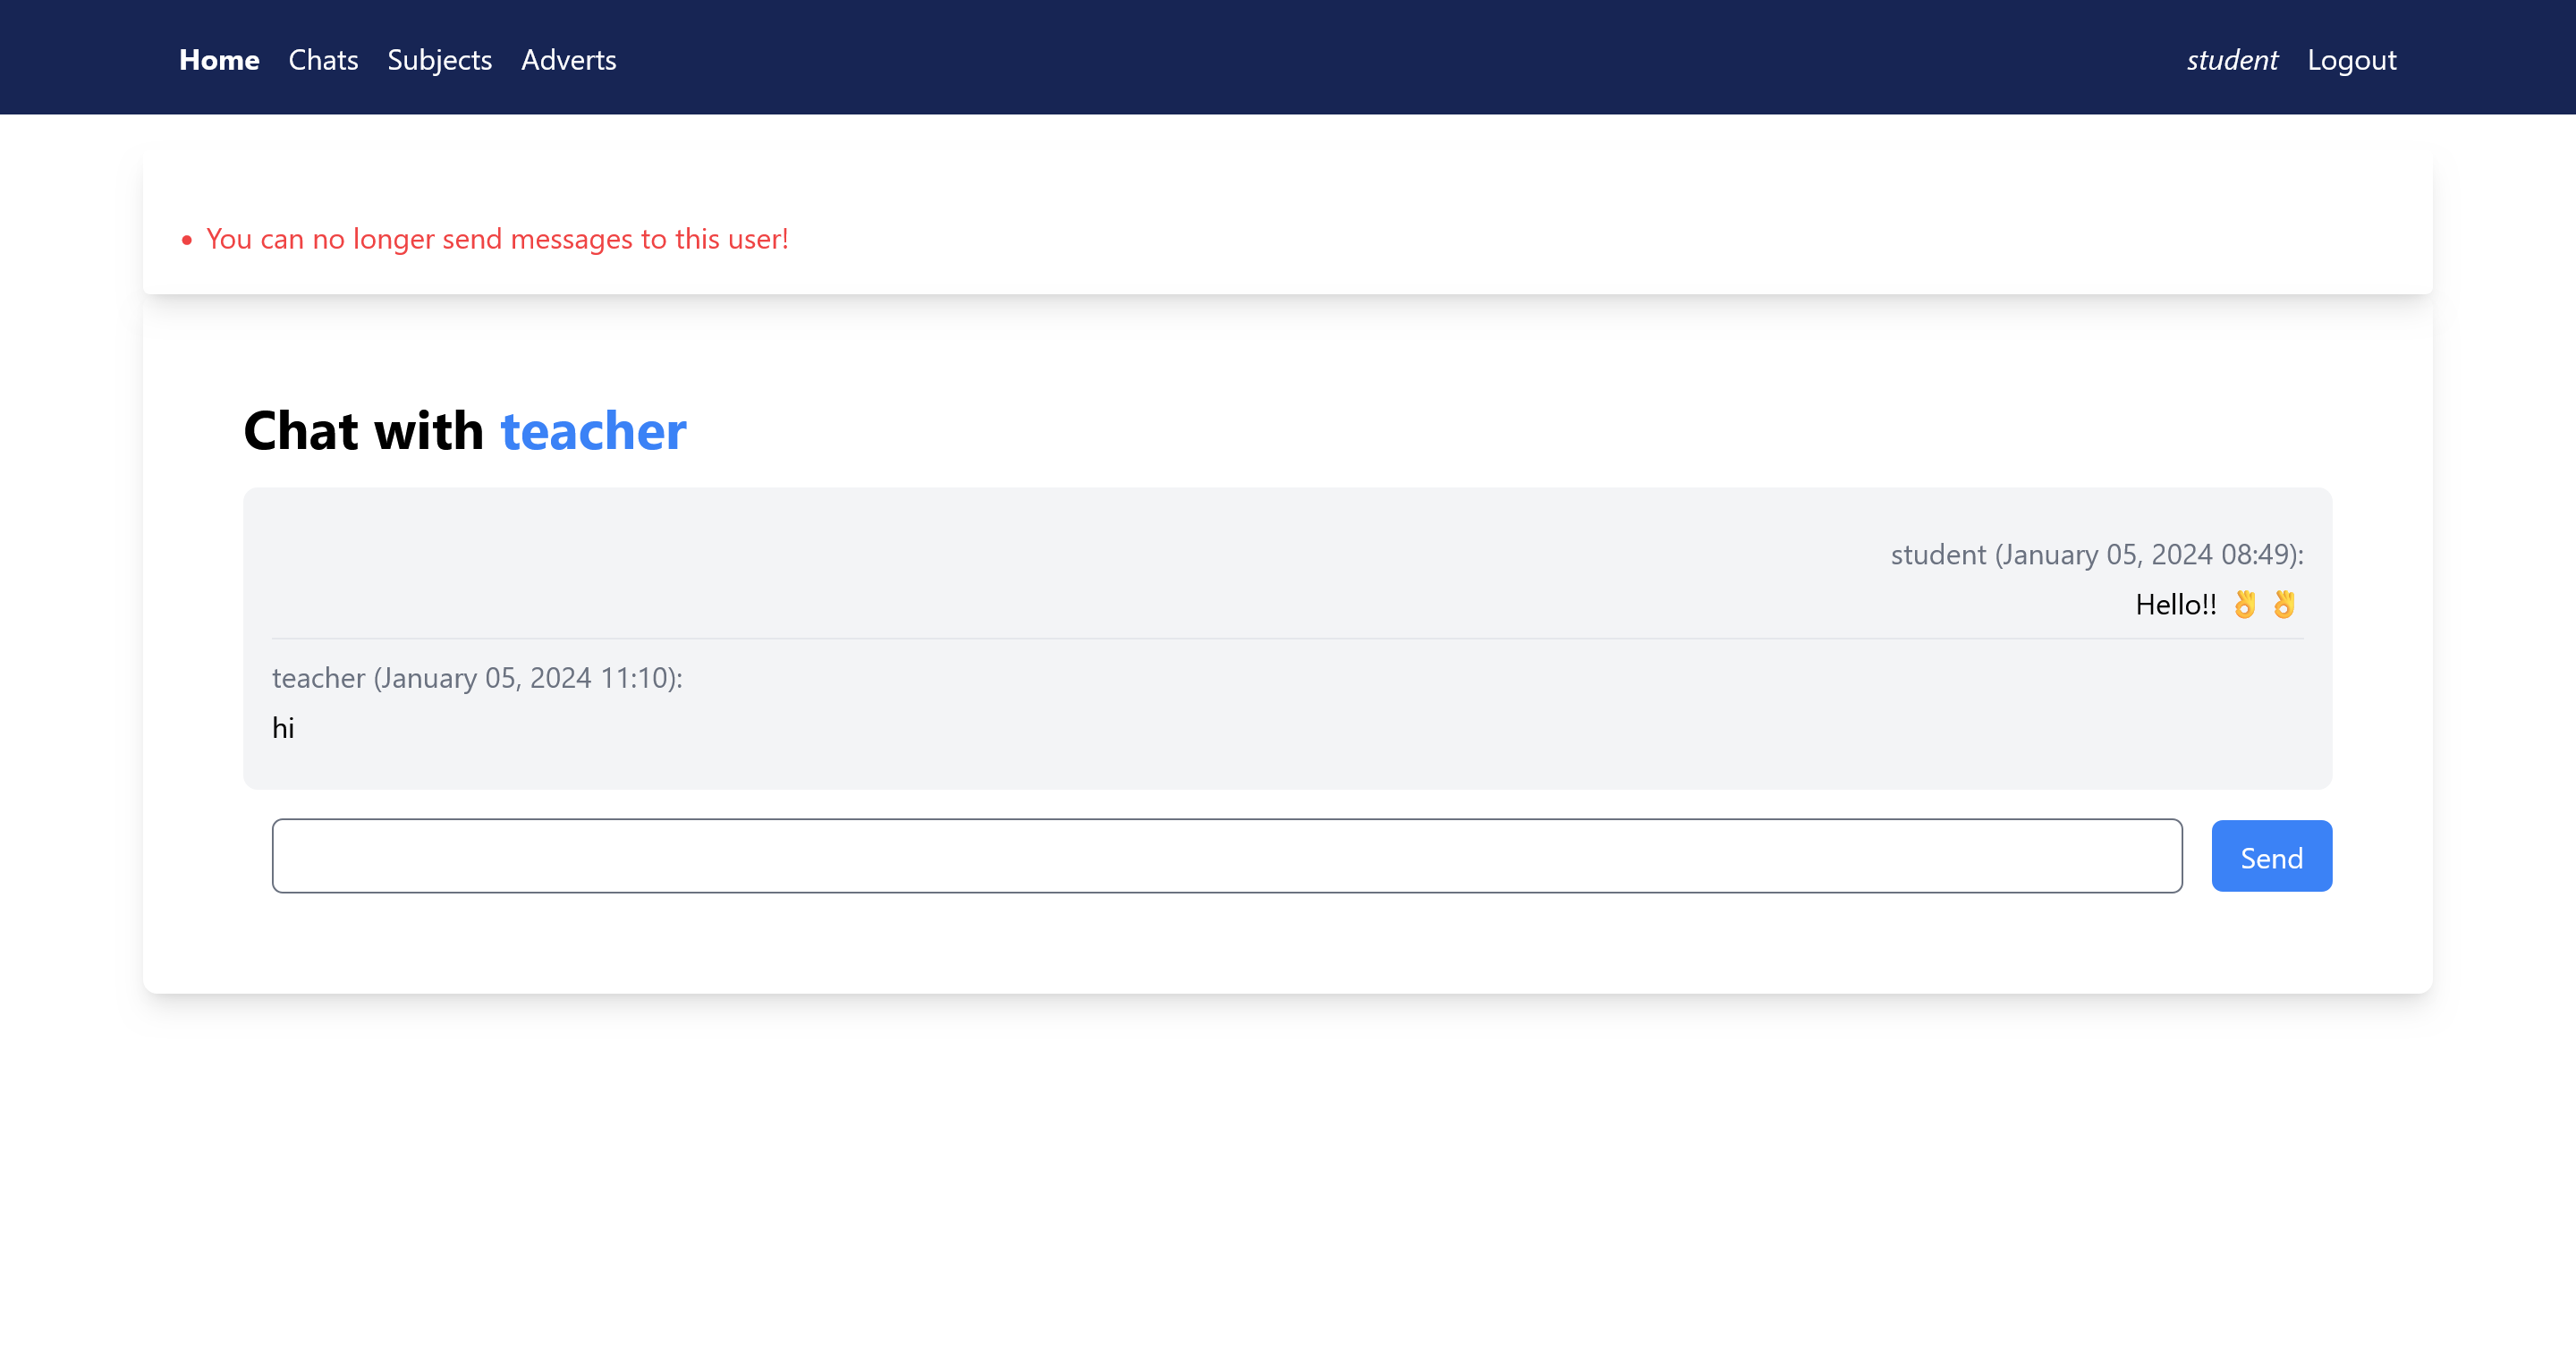 Home Chats Subjects Adverts student Logout
You can no longer send messages to this user!
Chat with teacher
student (January 05, 2024 08:49):
Hello!! 👌 👌
teacher (January 05, 2024 11:10):
hi
Send